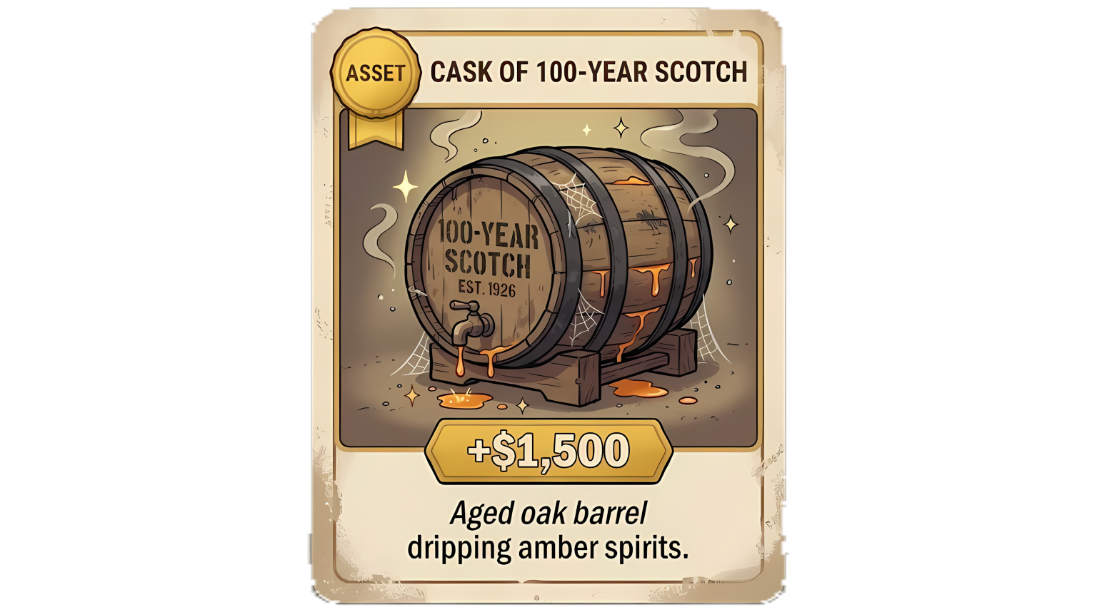 ASSET
CASK OF 100-YEAR SCOTCH
100-YEAR
SCOTCH
EST. 1926
+$1,500
Aged oak barrel
dripping amber spirits.